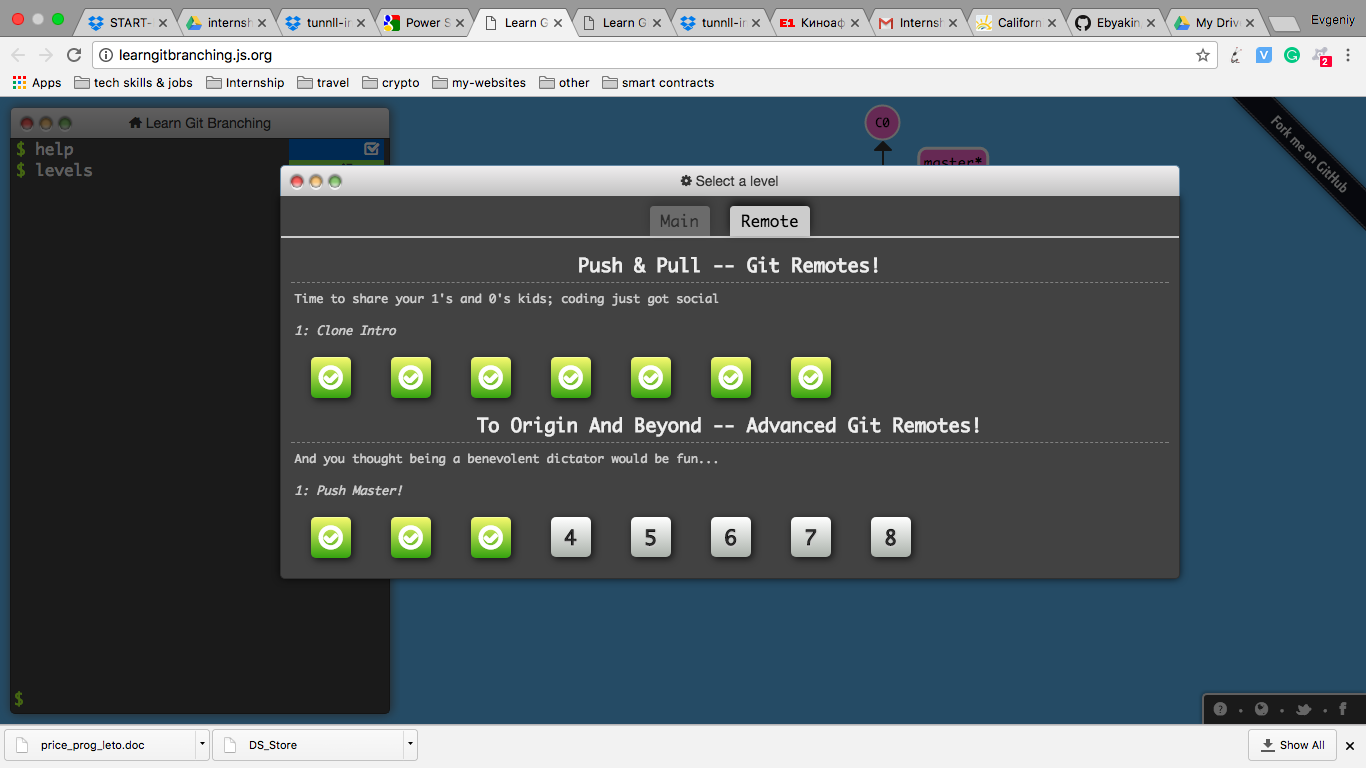 START-
internsh
tunnll-in
Power S
Learn G
Learn G
tunnll-in
Киноаф
Internsh
Californ
Ebyakin
My Drive
Evgeniy
learngitbranching.js.org
2
Apps
tech skills & jobs
Internship
travel
crypto
my-websites
other
smart contracts
Learn Git Branching
$ help
$ levels
C0
master*
Fork me on GitHub
Select a level
Main
Remote
Push & Pull -- Git Remotes!
Time to share your 1's and 0's kids; coding just got social
1: Clone Intro
To Origin And Beyond -- Advanced Git Remotes!
And you thought being a benevolent dictator would be fun...
1: Push Master!
4 5 6 7 8
$
price_prog_leto.doc
DS_Store
Show All